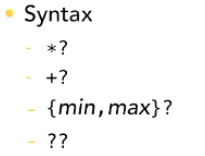 • Syntax
- *?
- +?
- {min,max}?
- ??